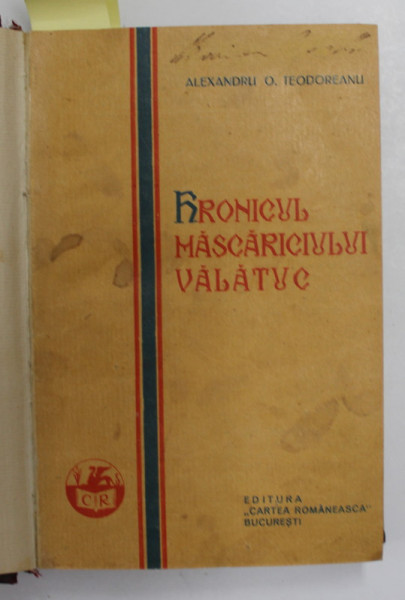 ALEXANDRU O. TEODOREANU
HRONICUL
MĂSCĂRICIULUI
VĂLĂTUC
C R
EDITURA
„CARTEA ROMÂNEASCĂ”
BUCUREȘTI